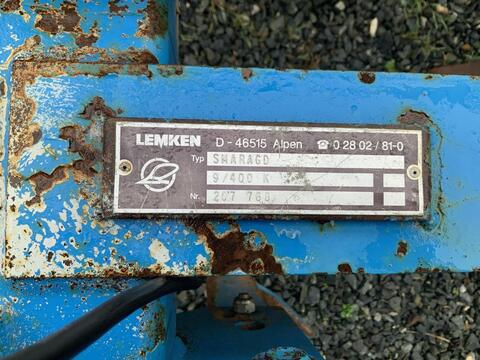 LEMKEN D - 46515 Alpen ☎ 0 28 02 / 81-0
Typ SMARAGD
9/400 K
Nr. 207 768